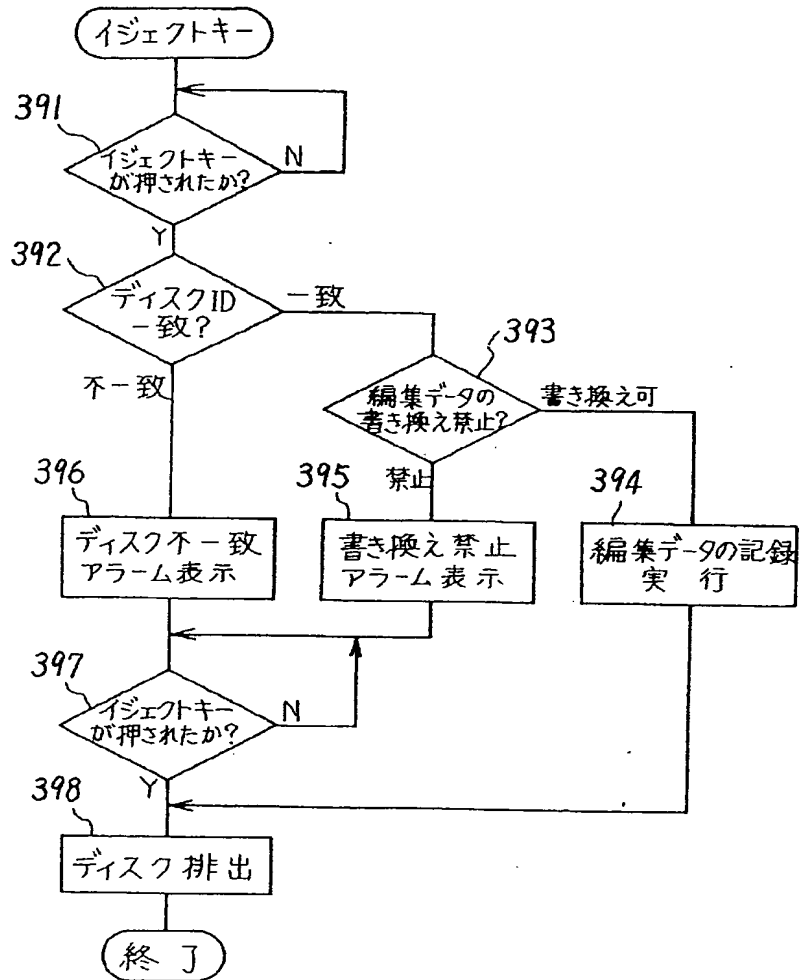 イジェクトキー
391
イジェクトキー
が押されたか?
N
Y
392
ディスクID
一致?
一致
不一致
393
編集データの
書き換え禁止?
書き換え可
禁止
396
ディスク不一致
アラーム表示
395
書き換え禁止
アラーム表示
394
編集データの記録
実 行
397
イジェクトキー
が押されたか?
N
Y
398
ディスク排出
終 了